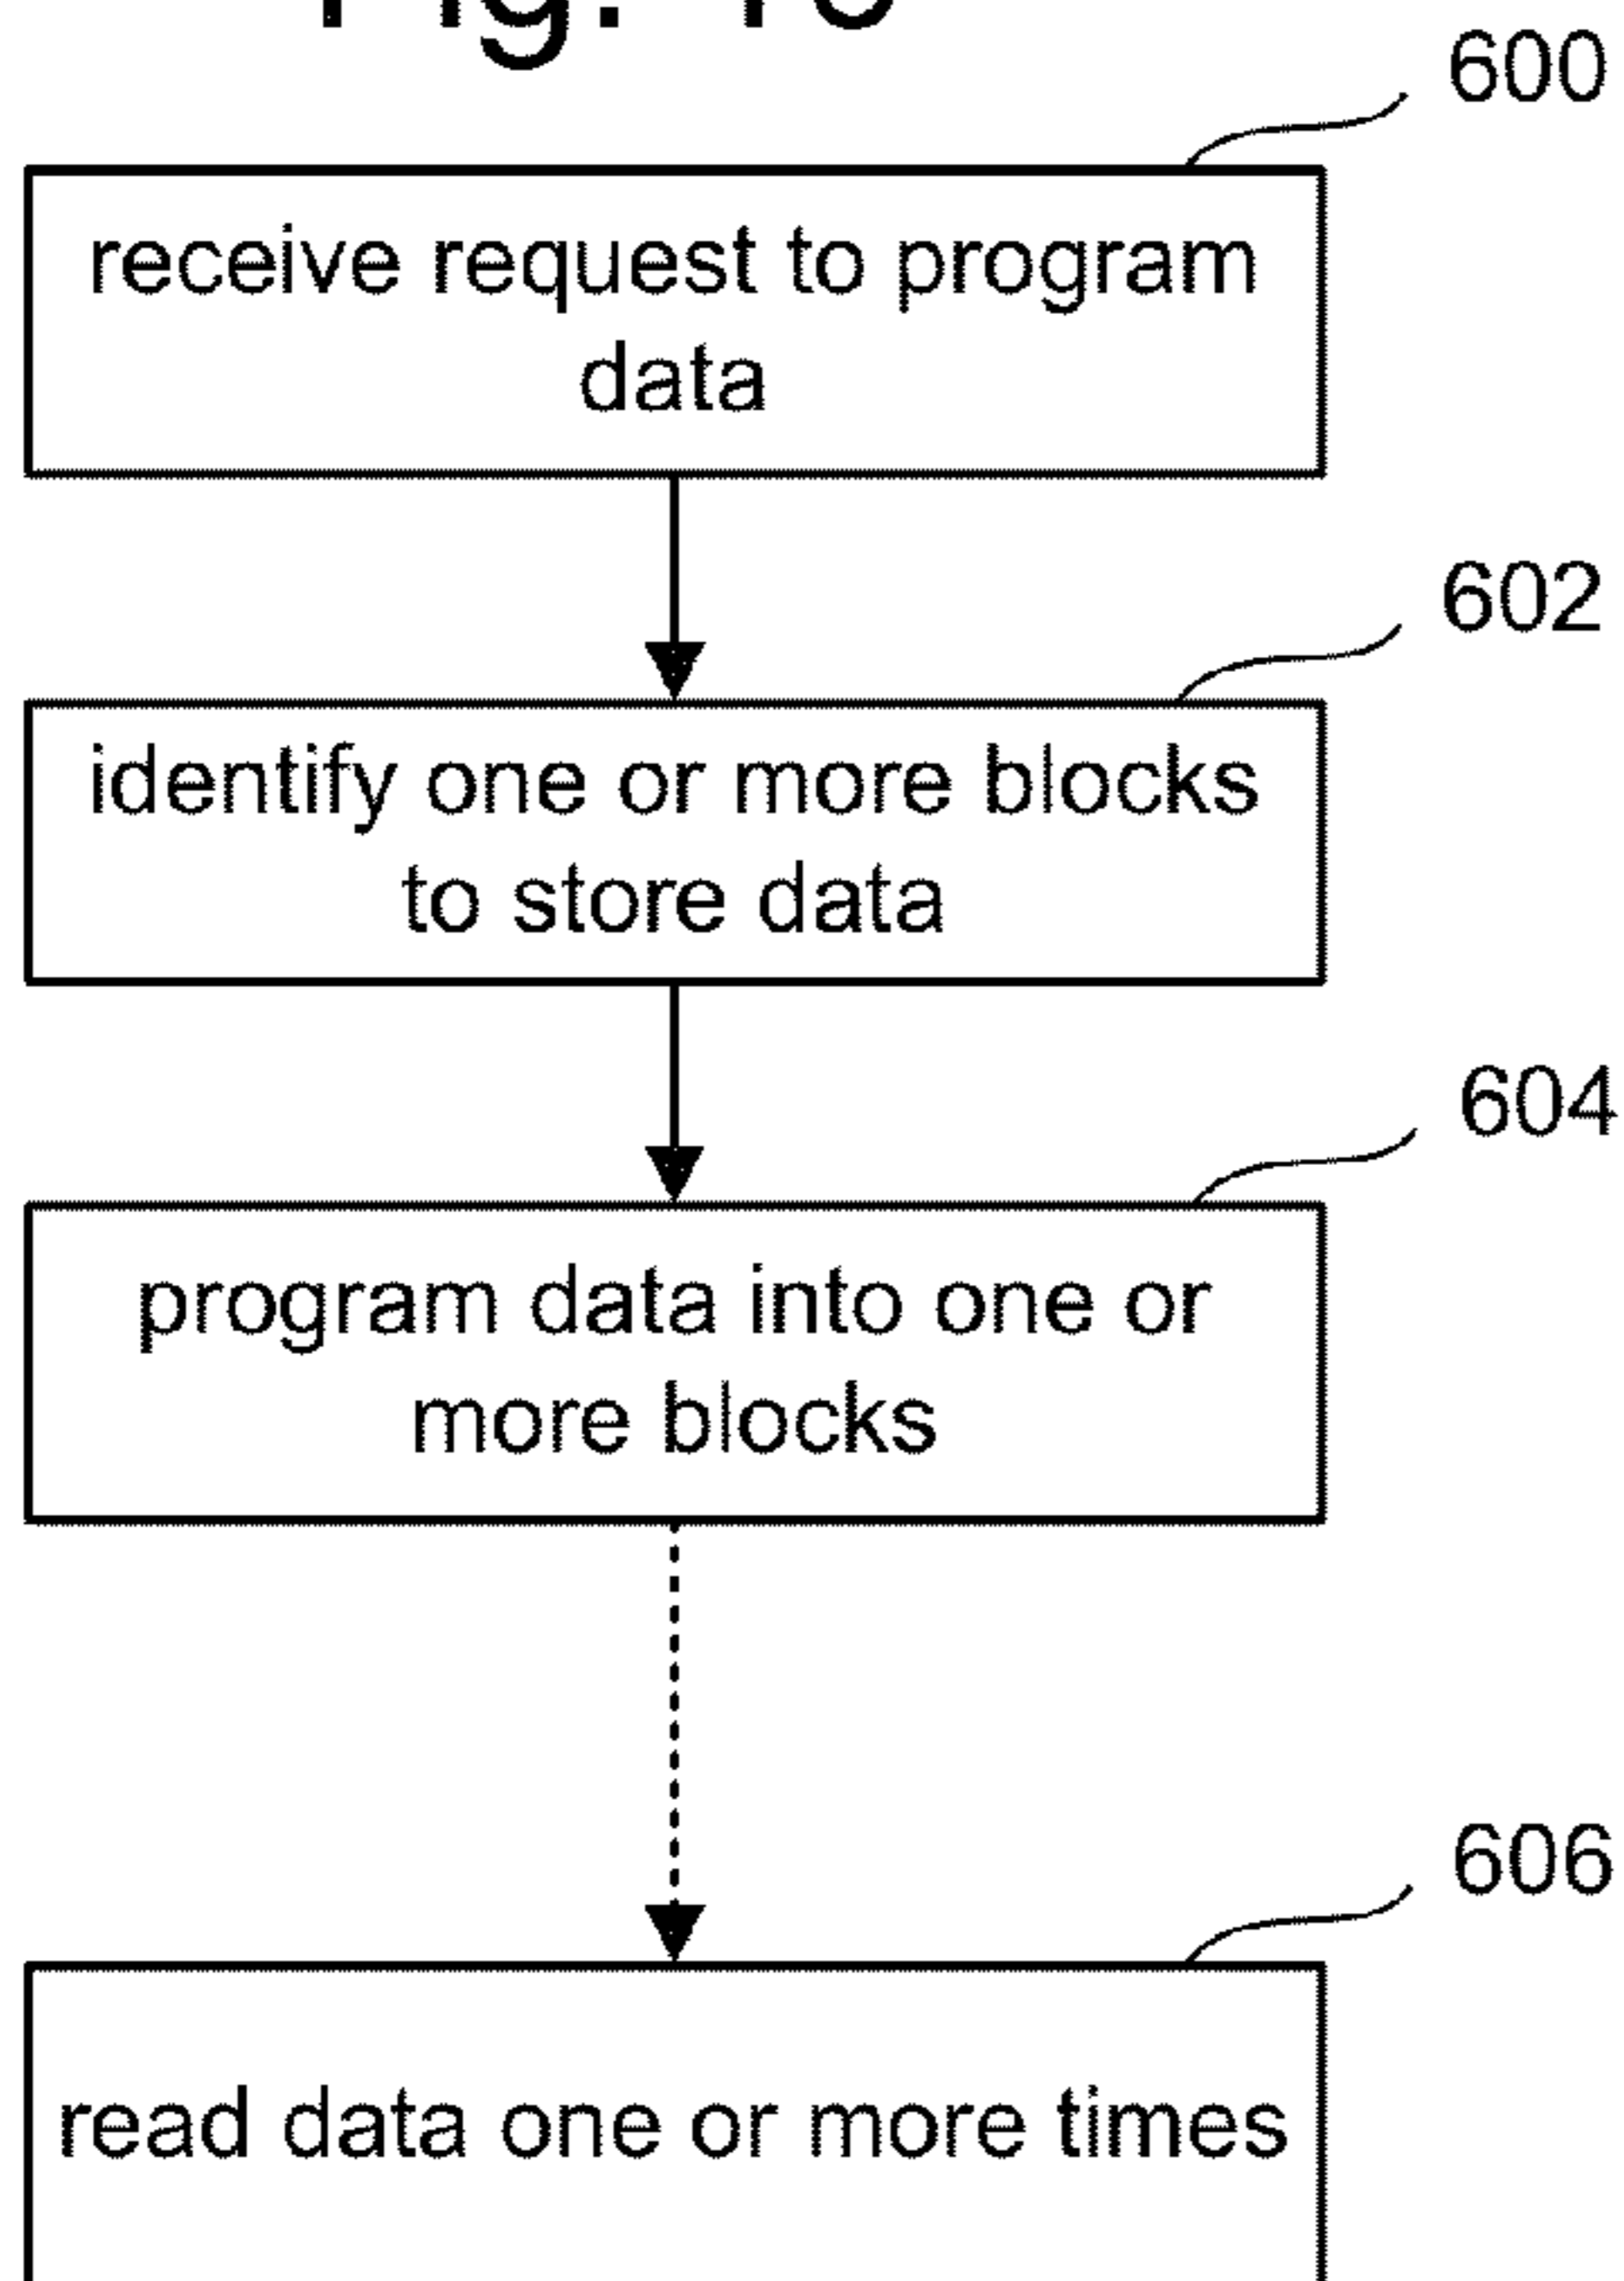 600
receive request to program
data
602
identify one or more blocks
to store data
604
program data into one or
more blocks
606
read data one or more times